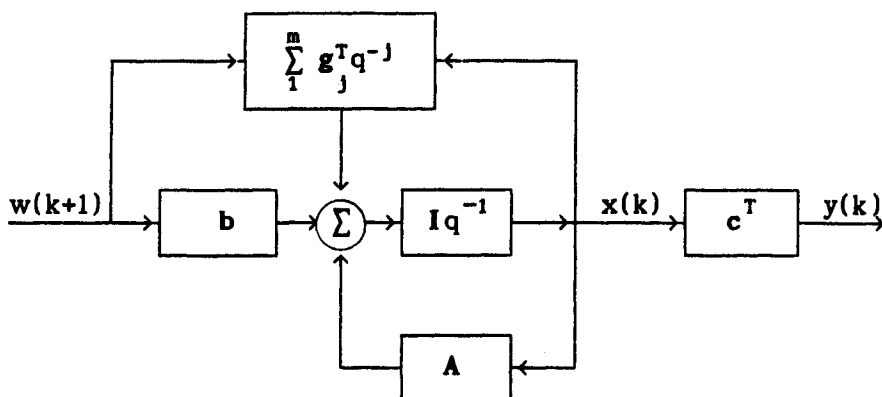 m
∑ g_j^T q^{-j}
1
w(k+1)
b
Σ
I q^{-1}
x(k)
c^T
y(k)
A